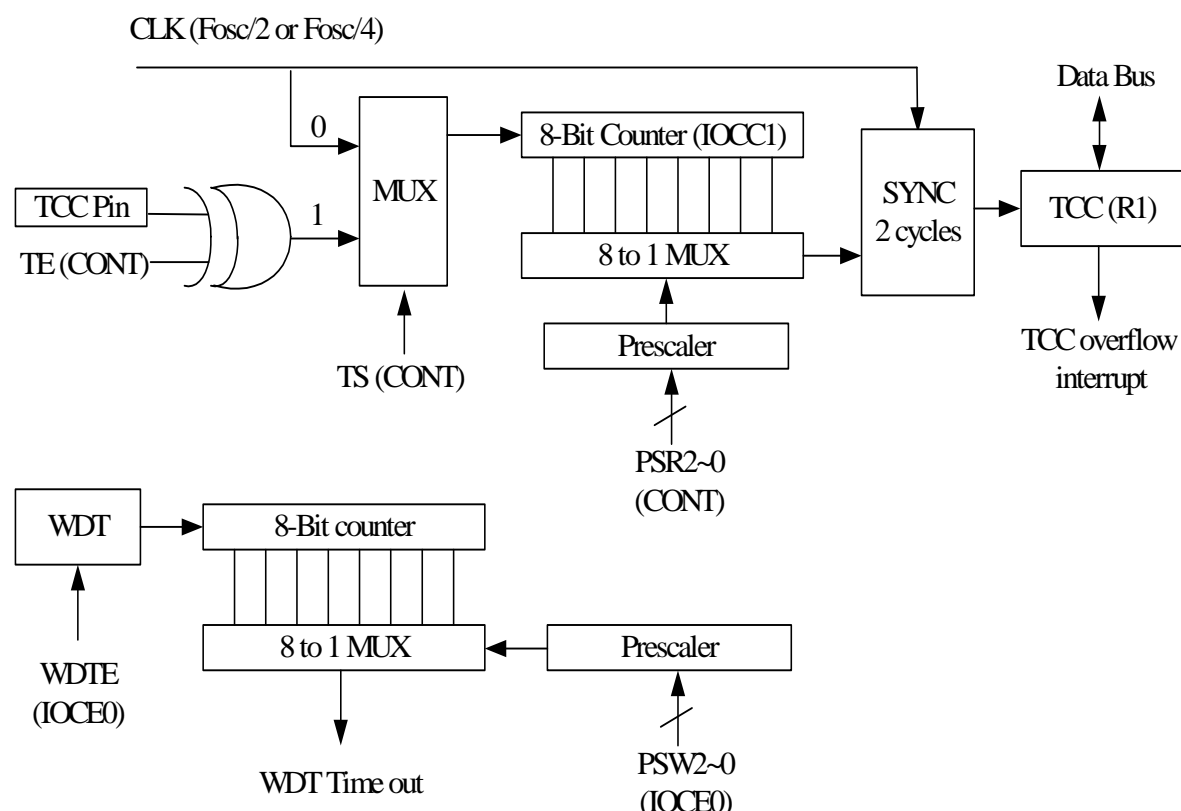 CLK (Fosc/2 or Fosc/4)
Data Bus
0
8-Bit Counter (IOCC1)
MUX
SYNC
2 cycles
TCC (R1)
TCC Pin
1
TE (CONT)
8 to 1 MUX
Prescaler
TS (CONT)
TCC overflow
interrupt
PSR2~0
(CONT)
WDT
8-Bit counter
8 to 1 MUX
Prescaler
WDTE
(IOCE0)
WDT Time out
PSW2~0
(IOCE0)